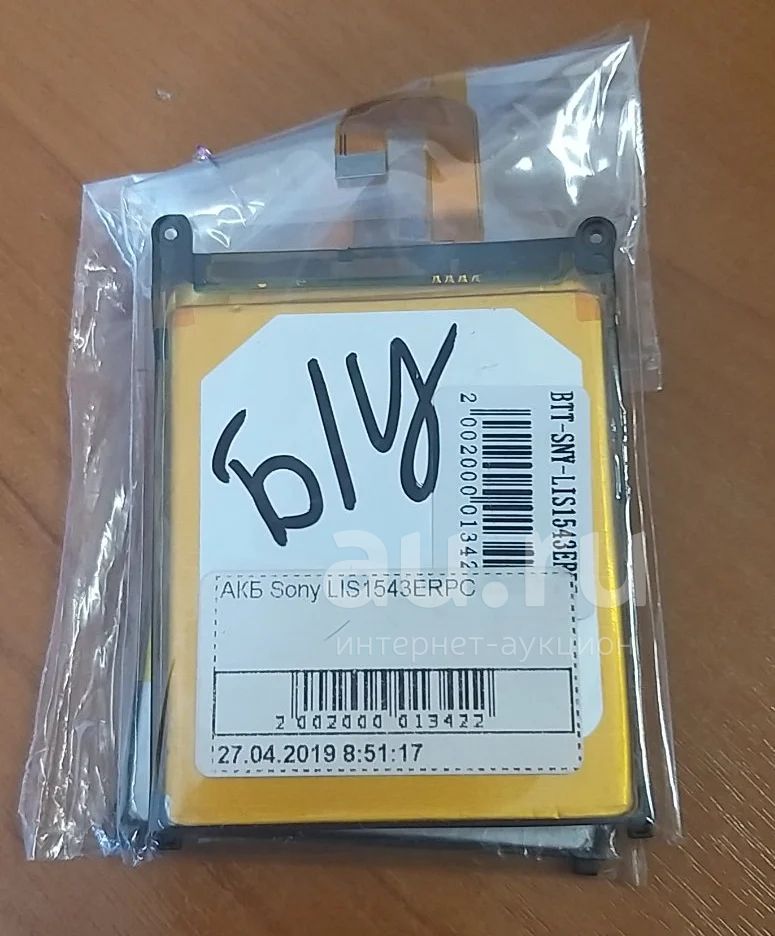 б/у
BTT-SNY-LIS1543ERPC
2 002000 01342
au.ru
интернет-аукцион
АКБ Sony LIS1543ERPC
2 002000 013422
27.04.2019 8:51:17